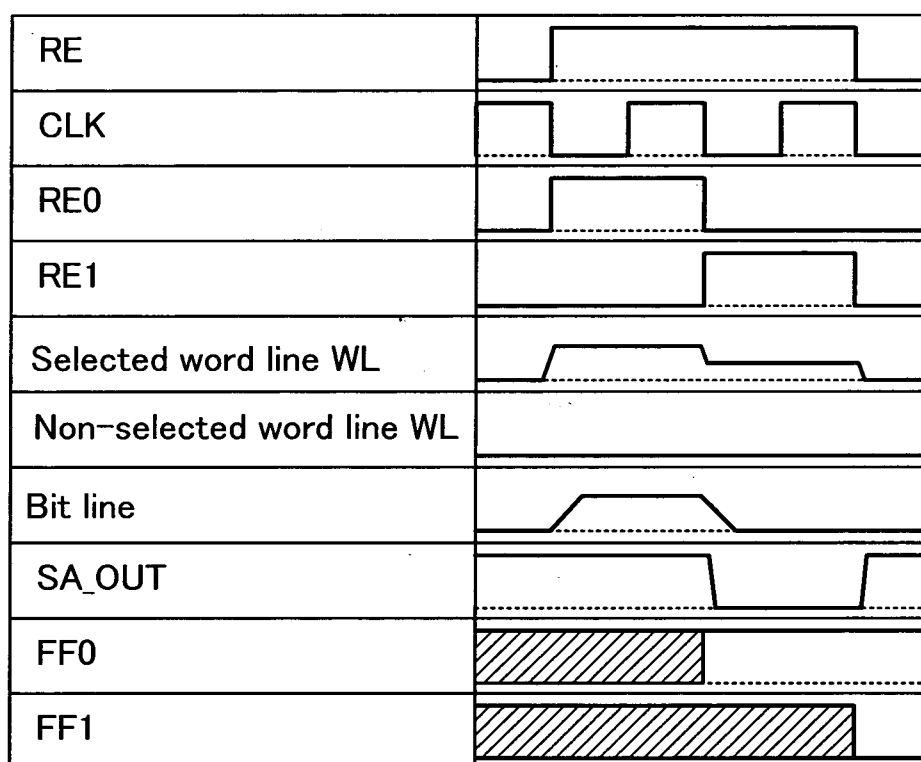 RE
CLK
RE0
RE1
Selected word line WL
Non-selected word line WL
Bit line
SA_OUT
FF0
FF1